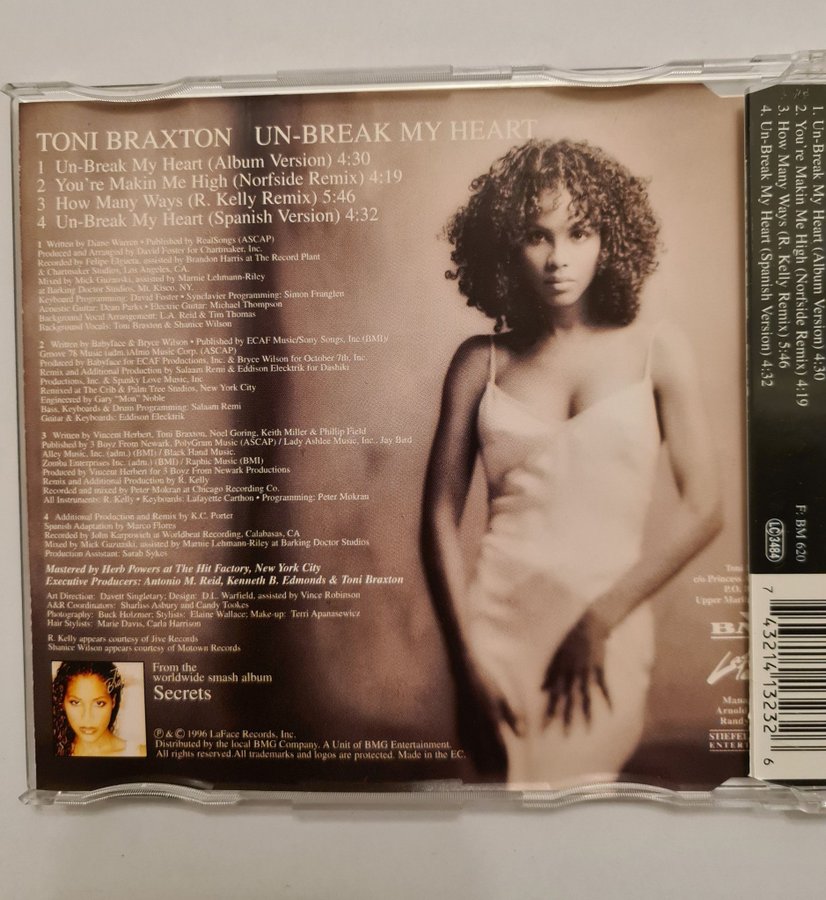 TONI BRAXTON UN-BREAK MY HEART
1 Un-Break My Heart (Album Version) 4:30
2 You're Makin Me High (Norfside Remix) 4:19
3 How Many Ways (R. Kelly Remix) 5:46
4 Un-Break My Heart (Spanish Version) 4:32
1 Written by Diane Warren • Published by RealSongs (ASCAP)
Produced and Arranged by David Foster for Chartmaker, Inc.
Recorded by Felipe Elgueta, assisted by Brandon Harris at The Record Plant
& Chartmaker Studios, Los Angeles, CA.
Mixed by Mick Guzauski, assisted by Marnie Lehmann-Riley
at Barking Doctor Studios, Mt. Kisco, NY.
Keyboard Programming: David Foster • Synclavier Programming: Simon Franglen
Acoustic Guitar: Dean Parks • Electric Guitar: Michael Thompson
Background Vocal Arrangement: L.A. Reid & Tim Thomas
Background Vocals: Toni Braxton & Shanice Wilson
2 Written by Babyface & Bryce Wilson • Published by ECAF Music/Sony Songs, Inc.(BMI)/
Groove 78 Music (adm.)Almo Music Corp. (ASCAP)
Produced by Babyface for ECAF Productions, Inc. & Bryce Wilson for October 7th, Inc.
Remix and Additional Production by Salaam Remi & Eddison Elecktrik for Dashiki
Productions, Inc. & Spanky Love Music, Inc
Remixed at The Crib & Palm Tree Studios, New York City
Engineered by Gary "Mon" Noble
Bass, Keyboards & Drum Programming: Salaam Remi
Guitar & Keyboards: Eddison Elecktrik
3 Written by Vincent Herbert, Toni Braxton, Noel Goring, Keith Miller & Phillip Field
Published by 3 Boyz From Newark, PolyGram Music (ASCAP) / Lady Ashlee Music, Inc., Jay Bird
Alley Music, Inc. (adm.) (BMI) / Black Hand Music.
Zomba Enterprises Inc. (adm.) (BMI) / Raphic Music (BMI)
Produced by Vincent Herbert for 3 Boyz From Newark Productions
Remix and Additional Production by R. Kelly
Recorded and mixed by Peter Mokran at Chicago Recording Co.
All Instruments: R. Kelly • Keyboards: Lafayette Carthon • Programming: Peter Mokran
4 Additional Production and Remix by K.C. Porter
Spanish Adaptation by Marco Flores
Recorded by John Karpowich at Worldbeat Recording, Calabasas, CA
Mixed by Mick Guzauski, assisted by Marnie Lehmann-Riley at Barking Doctor Studios
Production Assistant: Sarah Sykes
Mastered by Herb Powers at The Hit Factory, New York City
Executive Producers: Antonio M. Reid, Kenneth B. Edmonds & Toni Braxton
Art Direction: Davett Singletary; Design: D.L. Warfield, assisted by Vince Robinson
A&R Coordinators: Sharliss Asbury and Candy Tookes
Photography: Buck Holzmer; Stylists: Elaine Wallace; Make-up: Terri Apanasewicz
Hair Stylists: Marie Davis, Carla Harrison
R. Kelly appears courtesy of Jive Records
Shanice Wilson appears courtesy of Motown Records
From the
worldwide smash album
Secrets
℗ & © 1996 LaFace Records, Inc.
Distributed by the local BMG Company. A Unit of BMG Entertainment.
All rights reserved.All trademarks and logos are protected. Made in the EC.
Toni
c/o Princess
P.O.
Upper Marl
BM
Mana
Arnol
Randy
STIEFEL
ENTERT
1. Un-Break My Heart (Album Version) 4:30
2. You're Makin Me High (Norfside Remix) 4:19
3. How Many Ways (R. Kelly Remix) 5:46
4. Un-Break My Heart (Spanish Version) 4:32
LC 3484
F: BM 620
7 43214 13232 6